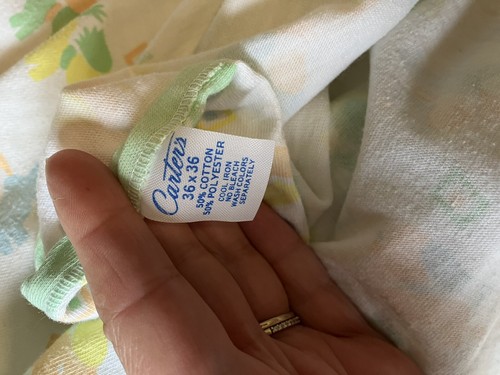 Carter's
36 x 36
50% COTTON
50% POLYESTER
COOL IRON
NO BLEACH
WASH COLORS
SEPARATELY